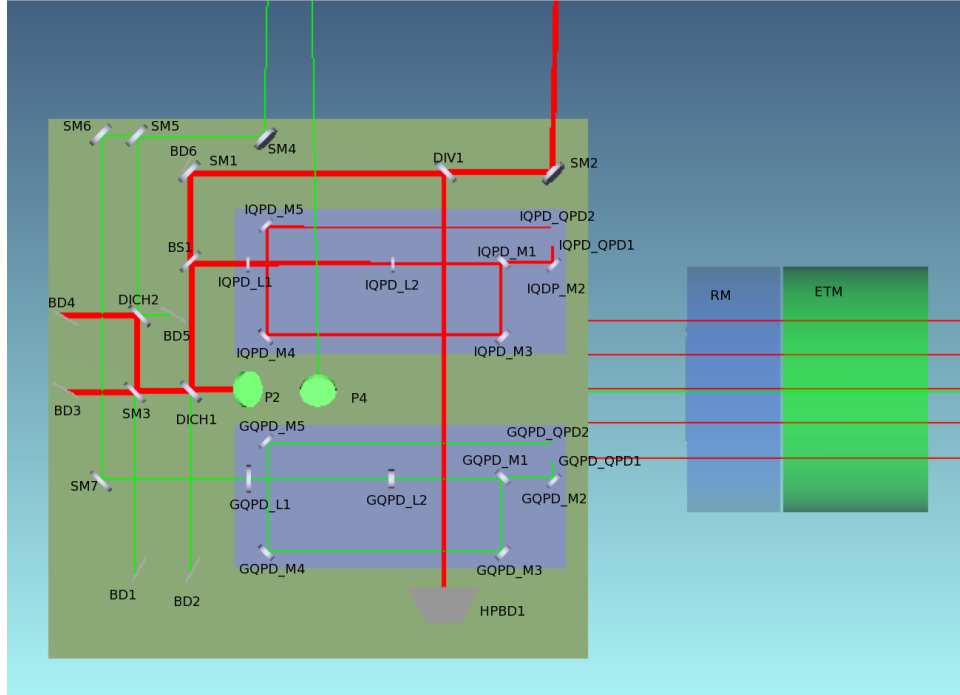 SM6
SM5
SM4
BD6
SM1
DIV1
SM2
IQPD_M5
IQPD_QPD2
BS1
IQPD_M1
IQPD_QPD1
IQPD_L1
IQPD_L2
IQDP_M2
BD4
DICH2
BD5
IQPD_M4
IQPD_M3
RM
ETM
BD3
SM3
DICH1
P2
P4
GQPD_M5
GQPD_QPD2
GQPD_M1
GQPD_QPD1
SM7
GQPD_L1
GQPD_L2
GQPD_M2
GQPD_M4
GQPD_M3
BD1
BD2
HPBD1